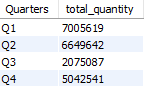 Quarters total_quantity
Q1 7005619
Q2 6649642
Q3 2075087
Q4 5042541